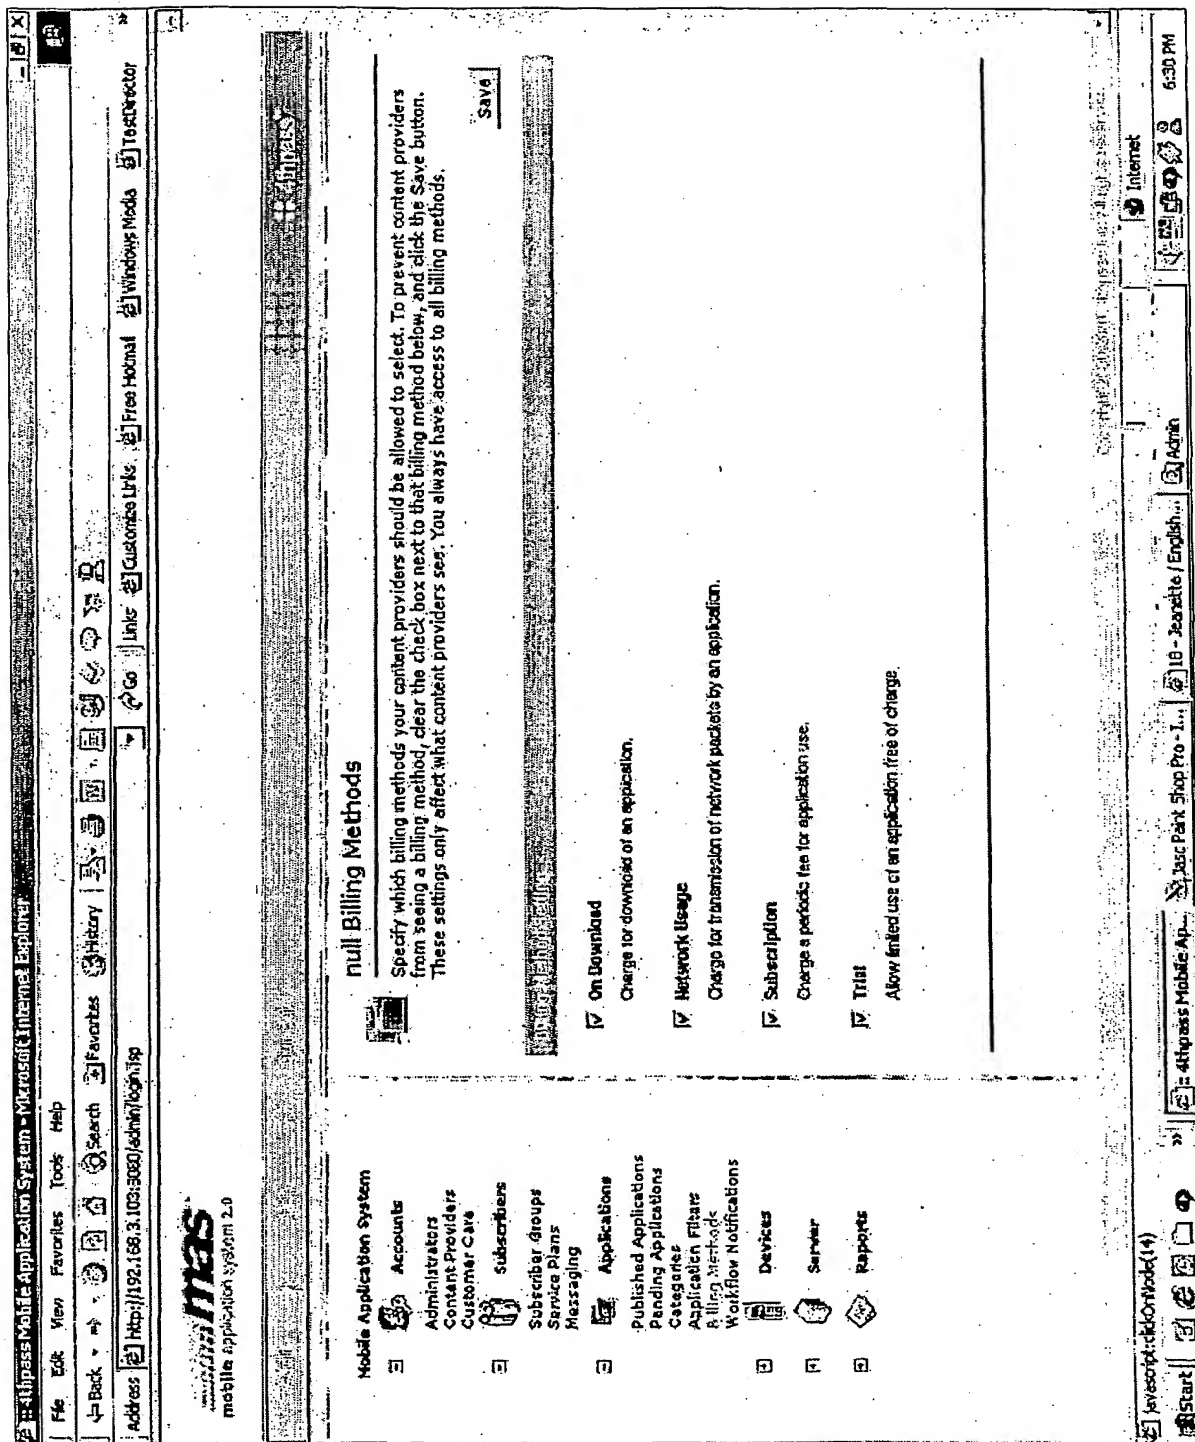 4thpass Mobile Application System - Microsoft Internet Explorer
File Edit View Favorites Tools Help
Back Search Favorites History
Address http://192.168.3.103:8080/admin/login.jsp Go Links Customize Links Free Hotmail Windows Media TestDirector
mas
mobile application system 2.0
4thpass
Mobile Application System
Accounts
Administrators
Content Providers
Customer Care
Subscribers
Subscriber Groups
Service Plans
Messaging
Applications
Published Applications
Pending Applications
Categories
Application Filters
Billing Methods
Workflow Notifications
Devices
Server
Reports
null Billing Methods
Specify which billing methods your content providers should be allowed to select. To prevent content providers
from seeing a billing method, clear the check box next to that billing method below, and click the Save button.
These settings only affect what content providers see. You always have access to all billing methods.
Save
On Download
Charge for download of an application.
Network Usage
Charge for transmission of network packets by an application.
Subscription
Charge a periodic fee for application use.
Trial
Allow limited use of an application free of charge.
javascript:clickOnNode(14) Internet
Start :: 4thpass Mobile Ap... Jasc Paint Shop Pro - I... 18 - Jeanette / English... Admin 6:30 PM